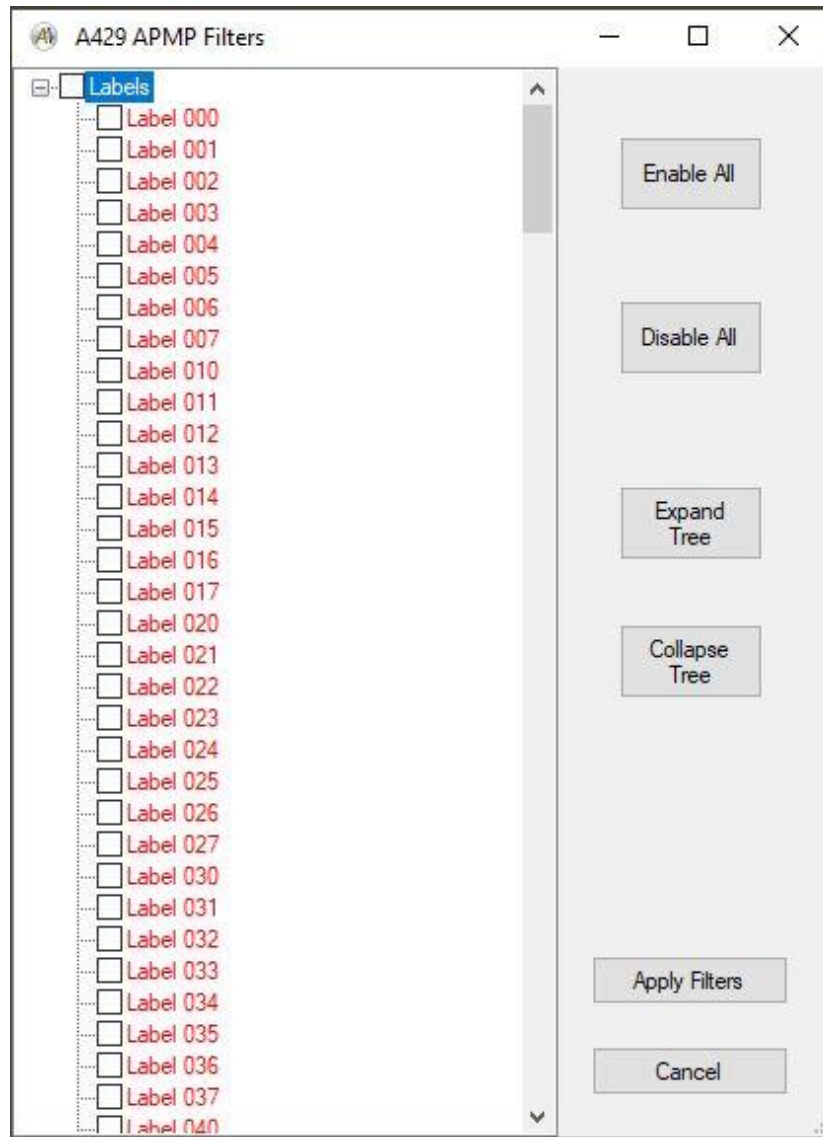 A429 APMP Filters
Labels
Label 000
Label 001
Label 002
Label 003
Label 004
Label 005
Label 006
Label 007
Label 010
Label 011
Label 012
Label 013
Label 014
Label 015
Label 016
Label 017
Label 020
Label 021
Label 022
Label 023
Label 024
Label 025
Label 026
Label 027
Label 030
Label 031
Label 032
Label 033
Label 034
Label 035
Label 036
Label 037
Label 040
Enable All
Disable All
Expand
Tree
Collapse
Tree
Apply Filters
Cancel